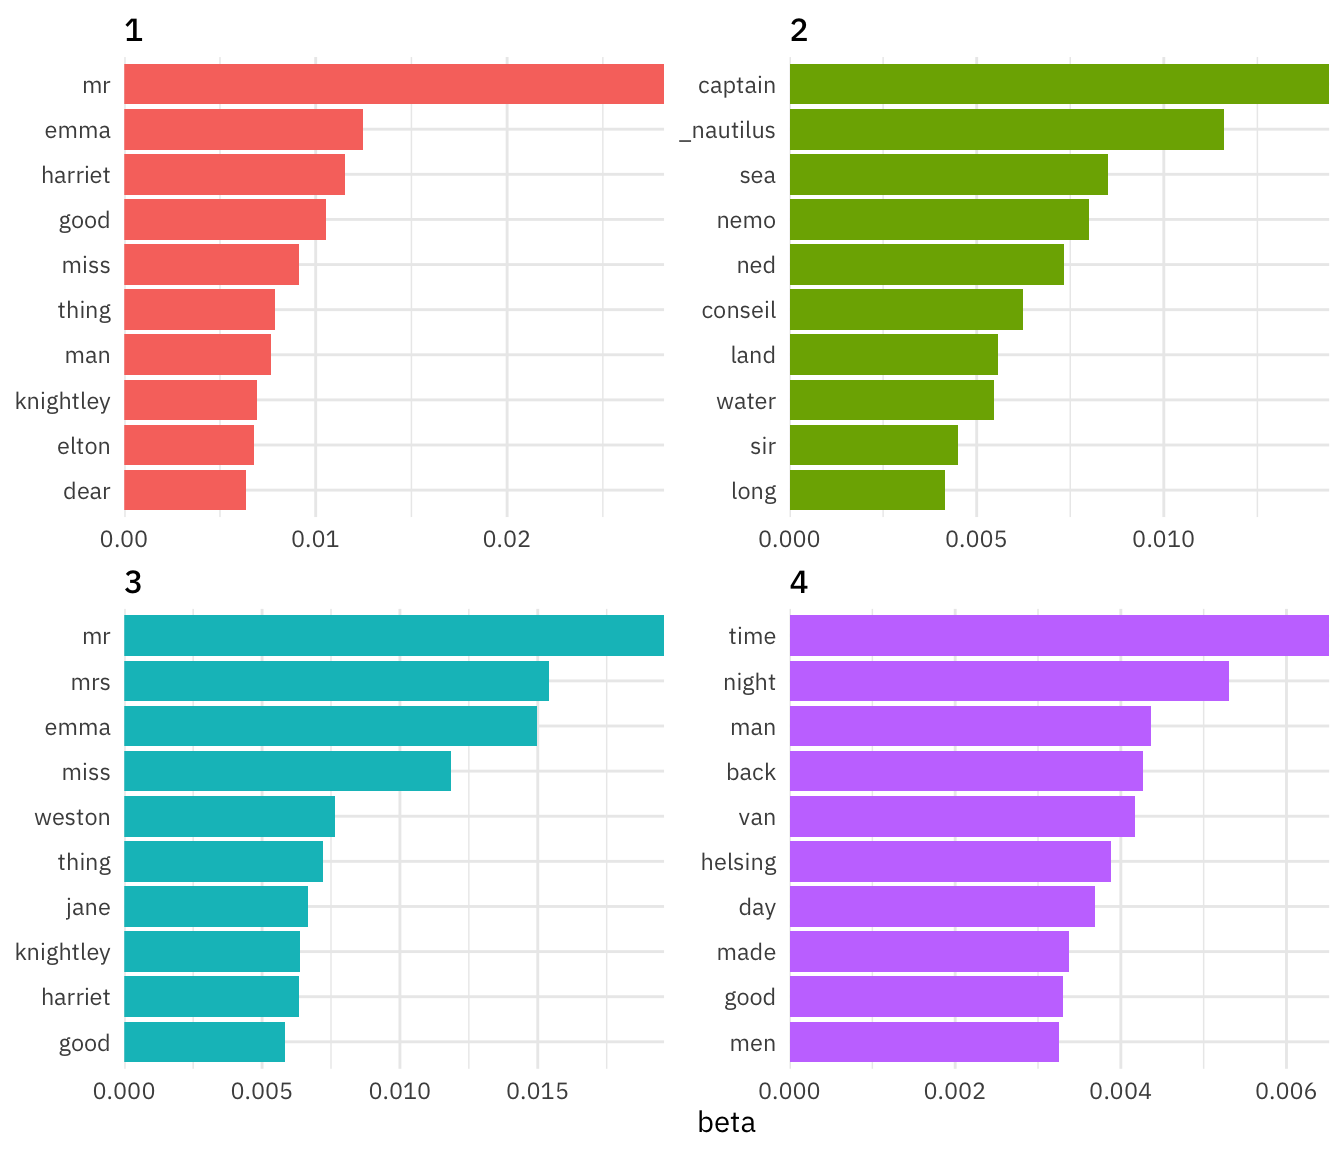 1
mr
emma
harriet
good
miss
thing
man
knightley
elton
dear
0.00 0.01 0.02
2
captain
_nautilus
sea
nemo
ned
conseil
land
water
sir
long
0.000 0.005 0.010
3
mr
mrs
emma
miss
weston
thing
jane
knightley
harriet
good
0.000 0.005 0.010 0.015
4
time
night
man
back
van
helsing
day
made
good
men
0.000 0.002 0.004 0.006
beta